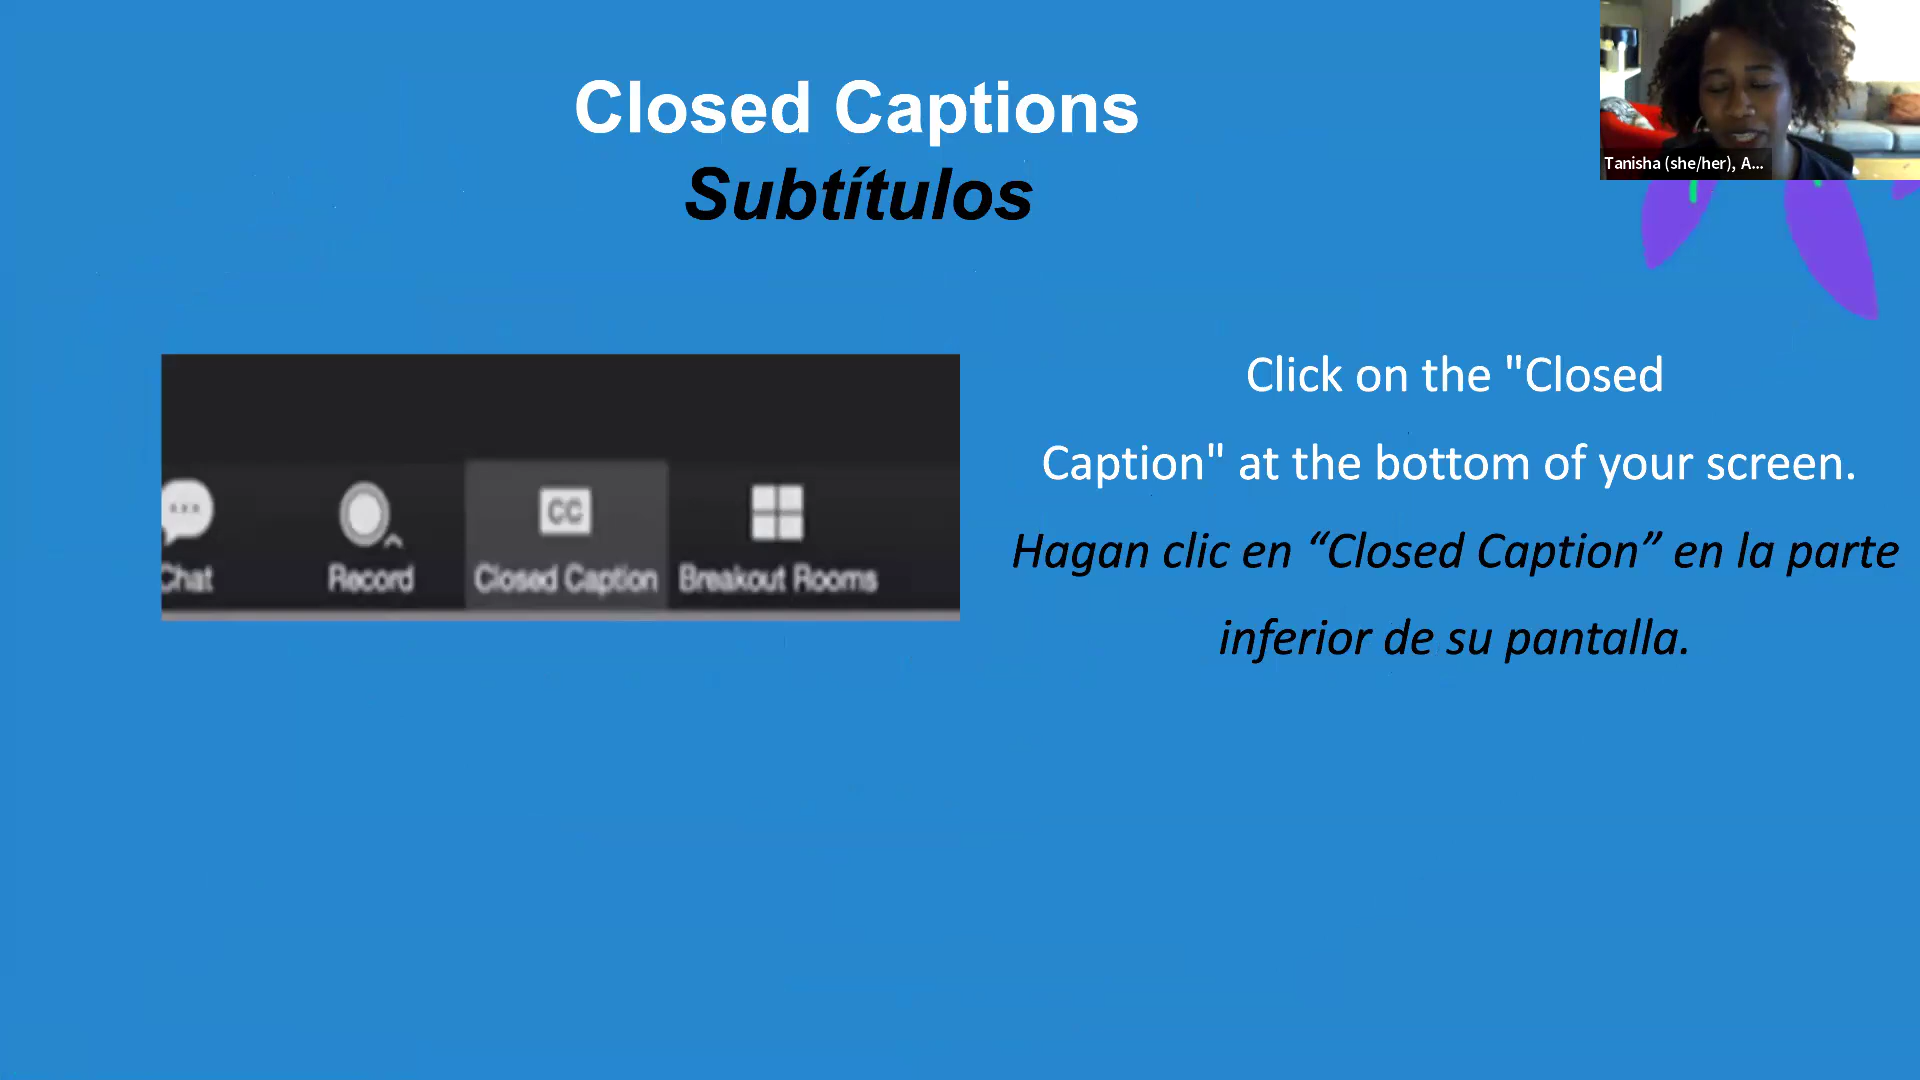 Closed Captions
Subtítulos
Tanisha (she/her), A...
Click on the "Closed
Caption" at the bottom of your screen.
Hagan clic en “Closed Caption” en la parte
inferior de su pantalla.
CC
Chat Record Closed Caption Breakout Rooms